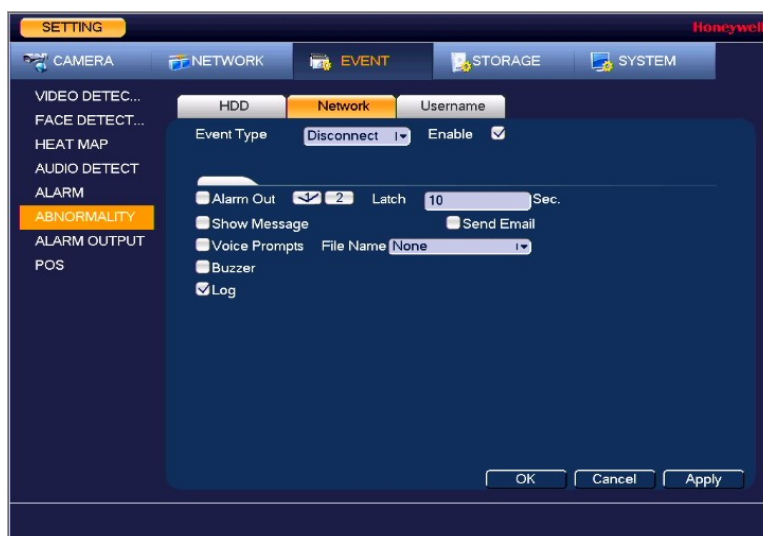 SETTING
Honeywell
CAMERA NETWORK EVENT STORAGE SYSTEM
VIDEO DETEC...
FACE DETECT...
HEAT MAP
AUDIO DETECT
ALARM
ABNORMALITY
ALARM OUTPUT
POS
HDD Network Username
Event Type Disconnect Enable
Alarm Out 1 2 Latch 10 Sec.
Show Message Send Email
Voice Prompts File Name None
Buzzer
Log
OK Cancel Apply